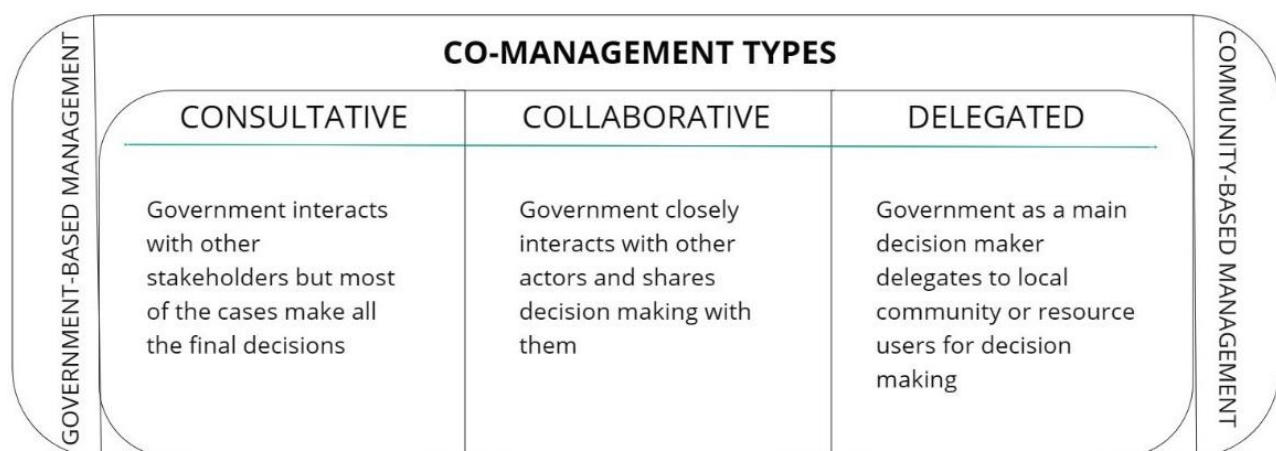 CO-MANAGEMENT TYPES
GOVERNMENT-BASED MANAGEMENT
CONSULTATIVE
Government interacts
with other
stakeholders but most
of the cases make all
the final decisions
COLLABORATIVE
Government closely
interacts with other
actors and shares
decision making with
them
DELEGATED
Government as a main
decision maker
delegates to local
community or resource
users for decision
making
COMMUNITY-BASED MANAGEMENT